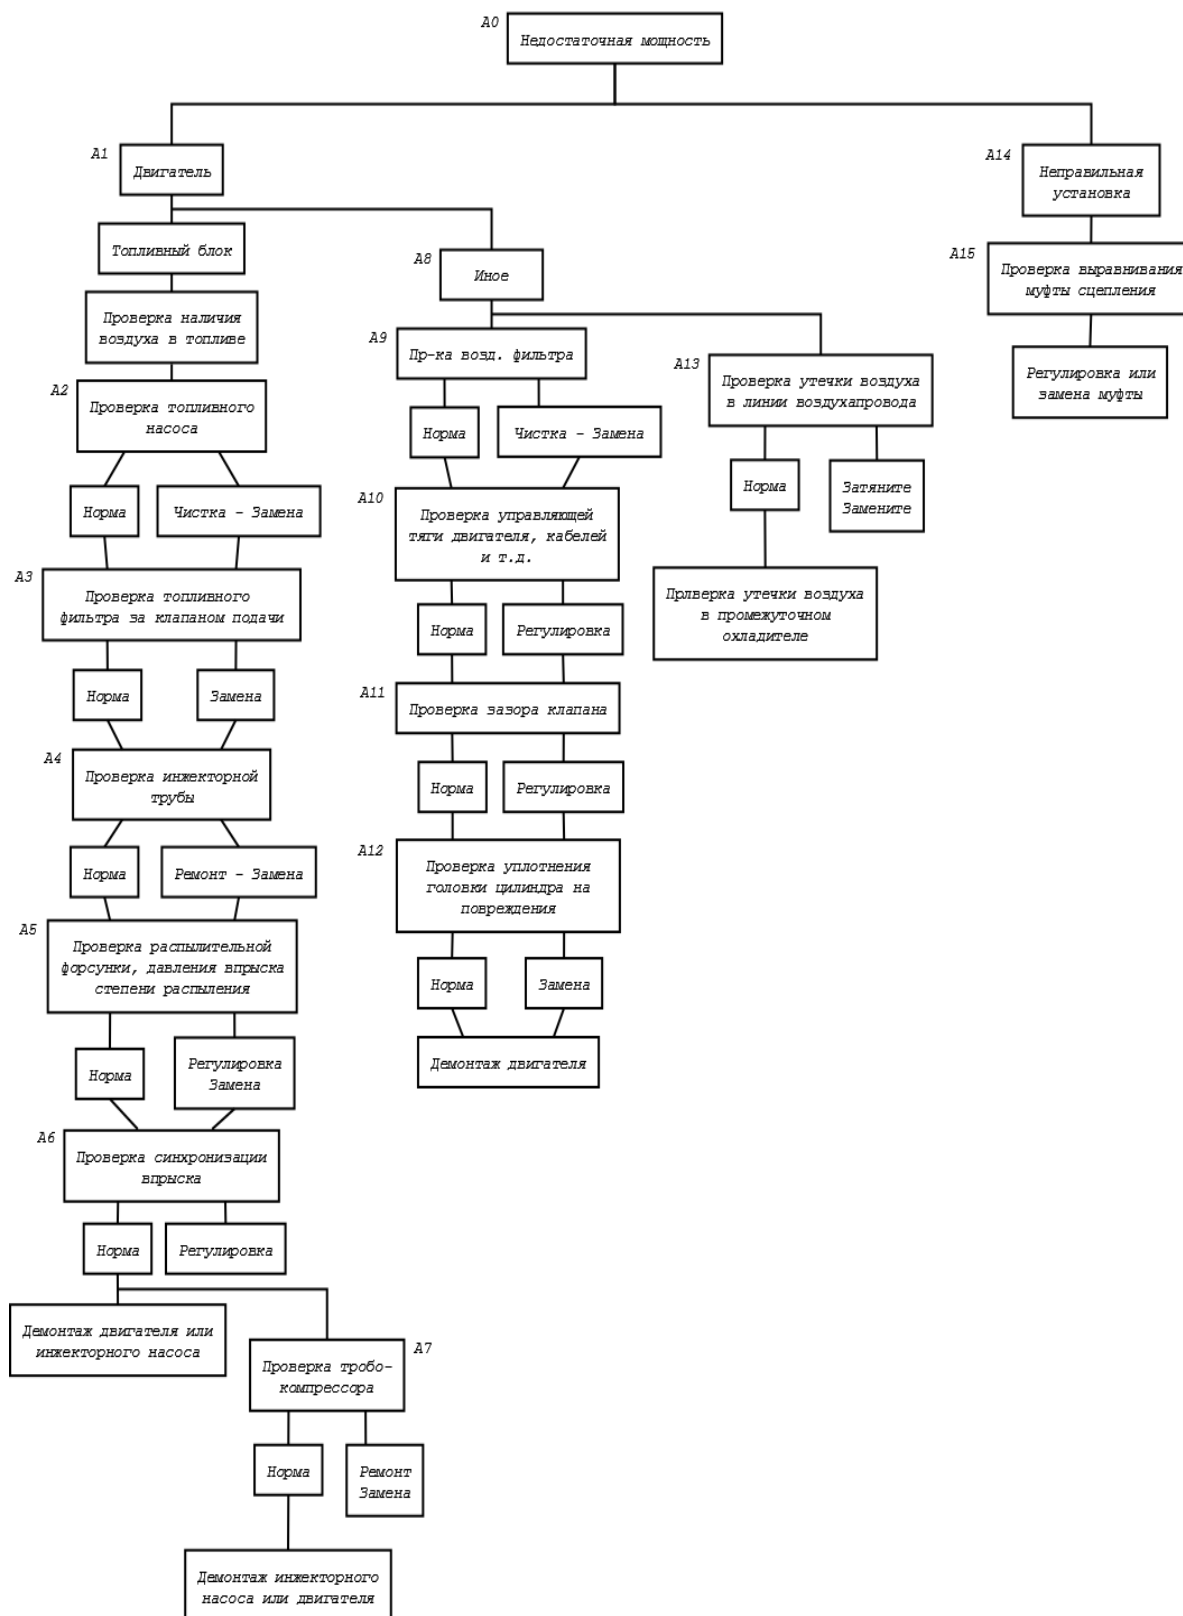 A0
Недостаточная мощность
A1
Двигатель
A14
Неправильная
установка
Топливный блок
A8
Иное
A15
Проверка выравнивания
муфты сцепления
Проверка наличия
воздуха в топливе
A9
Пр-ка возд. фильтра
A13
Проверка утечки воздуха
в линии воздухапровода
Регулировка или
замена муфты
A2
Проверка топливного
насоса
Норма
Чистка - Замена
Норма
Чистка - Замена
Норма
Затяните
Замените
A10
Проверка управляющей
тяги двигателя, кабелей
и т.д.
A3
Проверка топливного
фильтра за клапаном подачи
Прлверка утечки воздуха
в промежуточном
охладителе
Норма
Регулировка
Норма
Замена
A11
Проверка зазора клапана
A4
Проверка инжекторной
трубы
Норма
Регулировка
Норма
Ремонт - Замена
A12
Проверка уплотнения
головки цилиндра на
повреждения
A5
Проверка распылительной
форсунки, давления впрыска
степени распыления
Норма
Замена
Норма
Регулировка
Замена
Демонтаж двигателя
A6
Проверка синхронизации
впрыска
Норма
Регулировка
Демонтаж двигателя или
инжекторного насоса
A7
Проверка тробо-
компрессора
Норма
Ремонт
Замена
Демонтаж инжекторного
насоса или двигателя